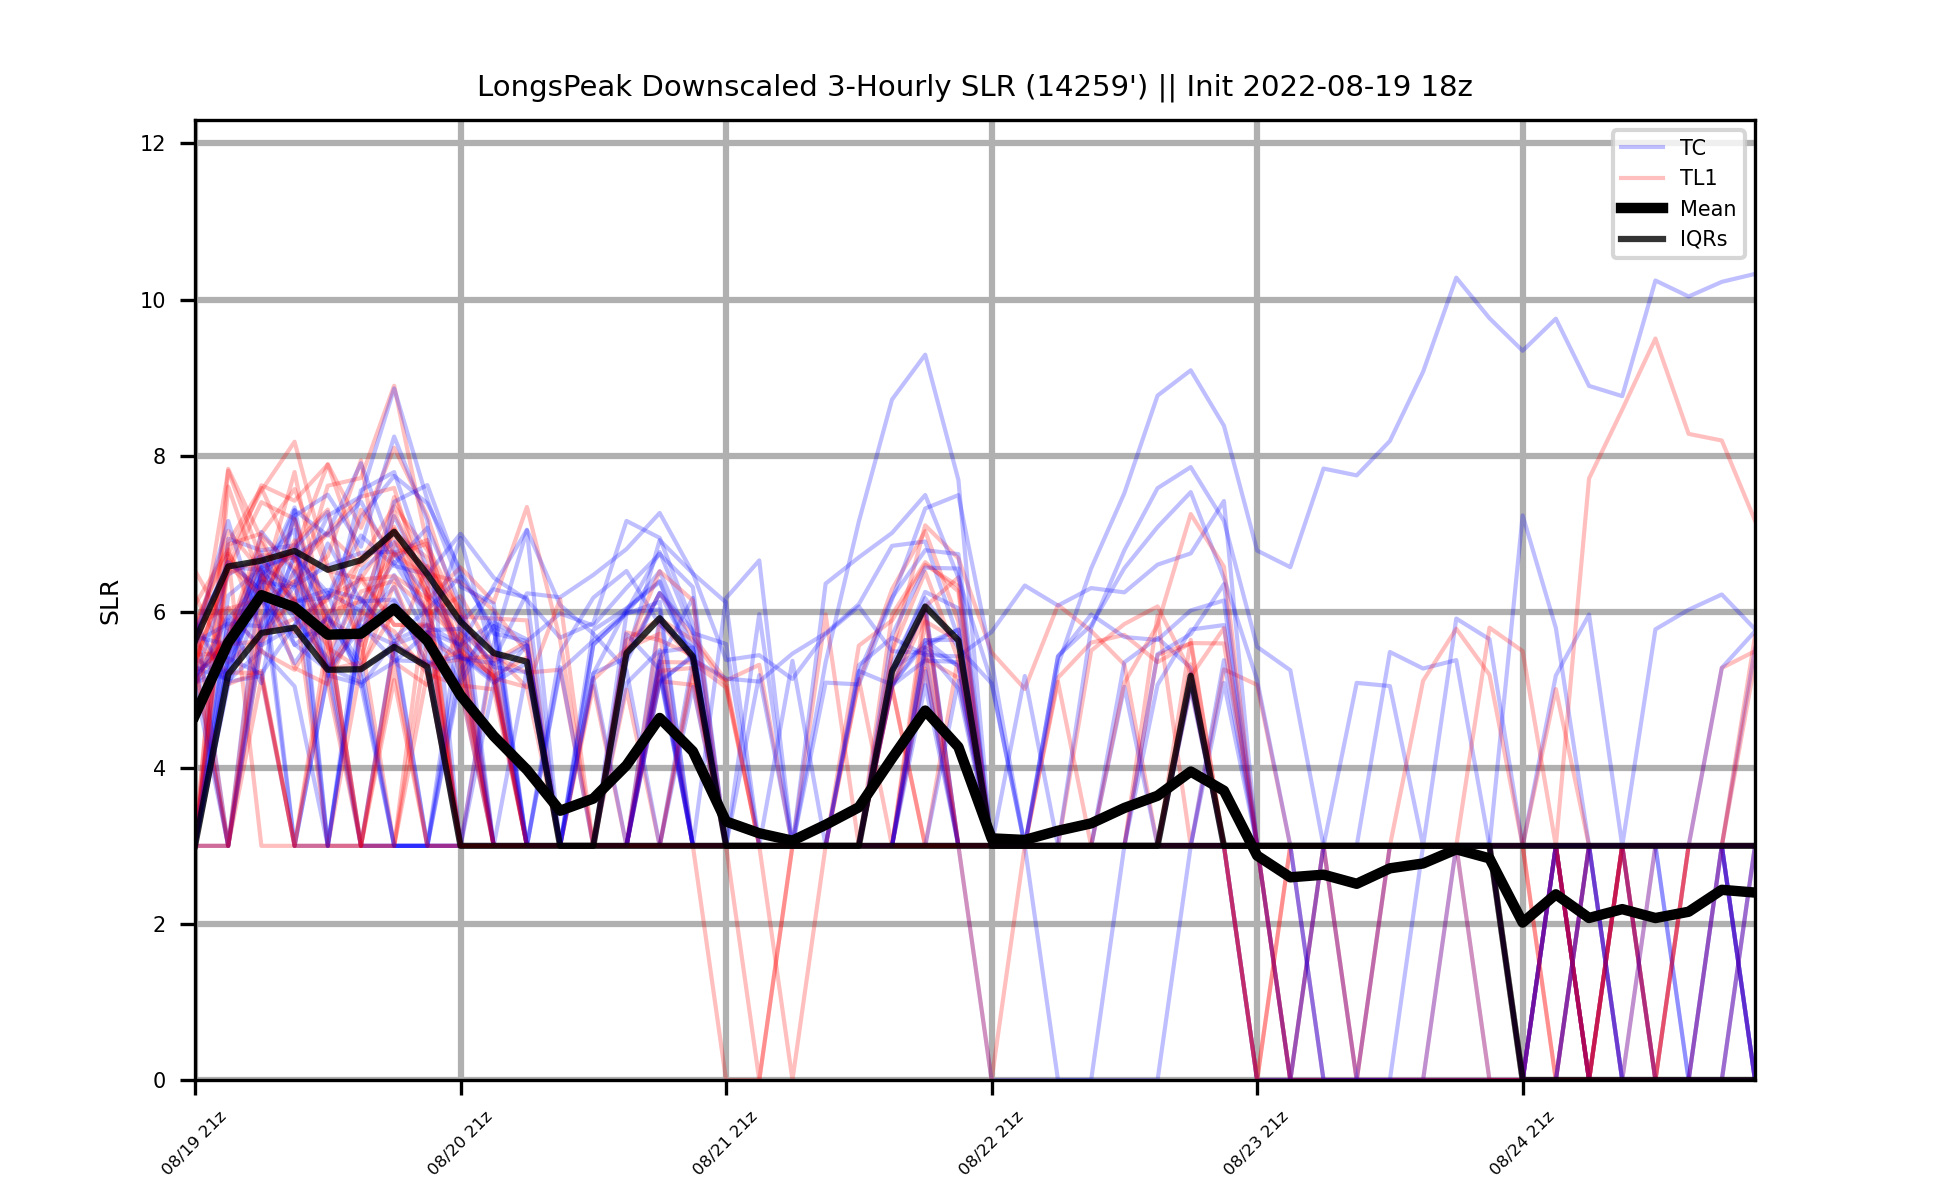 LongsPeak Downscaled 3-Hourly SLR (14259') || Init 2022-08-19 18z
12
10
8
6
4
2
0
SLR
TC
TL1
Mean
IQRs
08/19 21z
08/20 21z
08/21 21z
08/22 21z
08/23 21z
08/24 21z